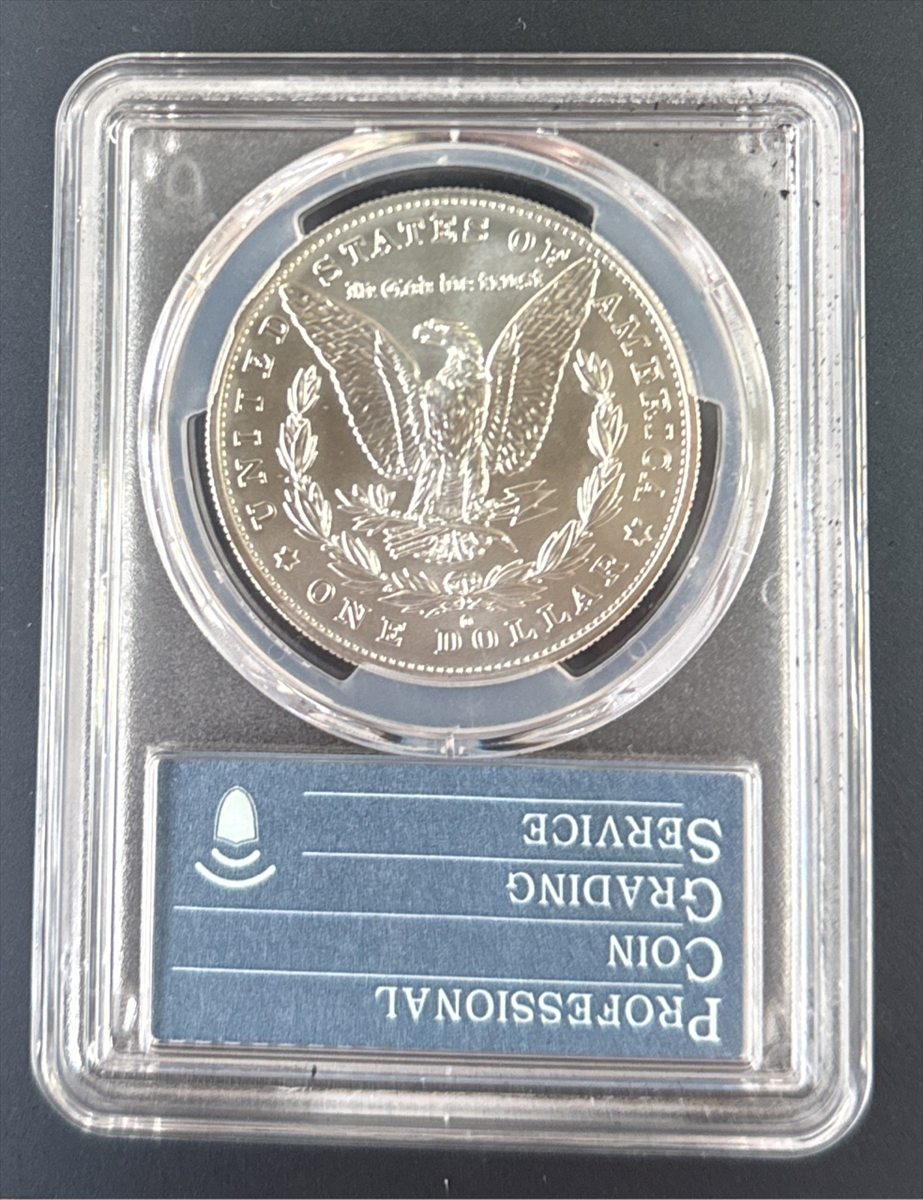 UNITED STATES OF AMERICA
In God we trust
ONE DOLLAR
PROFESSIONAL
COIN
GRADING
SERVICE